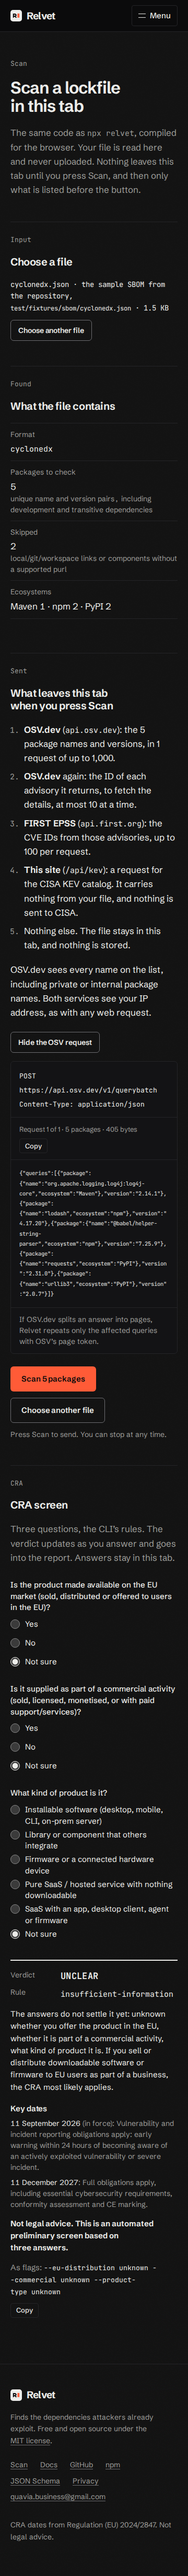 Relvet
Menu
Scan
Scan a lockfile
in this tab
The same code as npx relvet, compiled
for the browser. Your file is read here
and never uploaded. Nothing leaves this
tab until you press Scan, and then only
what is listed before the button.
Input
Choose a file
cyclonedx.json · the sample SBOM from
the repository,
test/fixtures/sbom/cyclonedx.json · 1.5 KB
Choose another file
Found
What the file contains
Format
cyclonedx
Packages to check
5
unique name and version pairs, including
development and transitive dependencies
Skipped
2
local/git/workspace links or components without
a supported purl
Ecosystems
Maven 1 · npm 2 · PyPI 2
Sent
What leaves this tab
when you press Scan
1. OSV.dev (api.osv.dev): the 5
package names and versions, in 1
request of up to 1,000.
2. OSV.dev again: the ID of each
advisory it returns, to fetch the
details, at most 10 at a time.
3. FIRST EPSS (api.first.org): the
CVE IDs from those advisories, up to
100 per request.
4. This site (/api/kev): a request for
the CISA KEV catalog. It carries
nothing from your file, and nothing is
sent to CISA.
5. Nothing else. The file stays in this
tab, and nothing is stored.
OSV.dev sees every name on the list,
including private or internal package
names. Both services see your IP
address, as with any web request.
Hide the OSV request
POST
https://api.osv.dev/v1/querybatch
Content-Type: application/json
Request 1 of 1 · 5 packages · 405 bytes
Copy
{"queries":[{"package":
{"name":"org.apache.logging.log4j:log4j-
core","ecosystem":"Maven"},"version":"2.14.1"},
{"package":
{"name":"lodash","ecosystem":"npm"},"version":"
4.17.20"},{"package":{"name":"@babel/helper-
string-
parser","ecosystem":"npm"},"version":"7.25.9"},
{"package":
{"name":"requests","ecosystem":"PyPI"},"version
":"2.31.0"},{"package":
{"name":"urllib3","ecosystem":"PyPI"},"version"
:"2.0.7"}]}
If OSV.dev splits an answer into pages,
Relvet repeats only the affected queries
with OSV's page token.
Scan 5 packages
Choose another file
Press Scan to send. You can stop at any time.
CRA
CRA screen
Three questions, the CLI's rules. The
verdict updates as you answer and goes
into the report. Answers stay in this tab.
Is the product made available on the EU
market (sold, distributed or offered to users
in the EU)?
Yes
No
Not sure
Is it supplied as part of a commercial activity
(sold, licensed, monetised, or with paid
support/services)?
Yes
No
Not sure
What kind of product is it?
Installable software (desktop, mobile,
CLI, on-prem server)
Library or component that others
integrate
Firmware or a connected hardware
device
Pure SaaS / hosted service with nothing
downloadable
SaaS with an app, desktop client, agent
or firmware
Not sure
Verdict
UNCLEAR
Rule
insufficient-information
The answers do not settle it yet: unknown
whether you offer the product in the EU,
whether it is part of a commercial activity,
what kind of product it is. If you sell or
distribute downloadable software or
firmware to EU users as part of a business,
the CRA most likely applies.
Key dates
11 September 2026 (in force): Vulnerability and
incident reporting obligations apply: early
warning within 24 hours of becoming aware of
an actively exploited vulnerability or severe
incident.
11 December 2027: Full obligations apply,
including essential cybersecurity requirements,
conformity assessment and CE marking.
Not legal advice. This is an automated
preliminary screen based on
three answers.
As flags: --eu-distribution unknown -
-commercial unknown --product-
type unknown
Copy
Relvet
Finds the dependencies attackers already
exploit. Free and open source under the
MIT license.
Scan Docs GitHub npm
JSON Schema Privacy
quavia.business@gmail.com
CRA dates from Regulation (EU) 2024/2847. Not
legal advice.